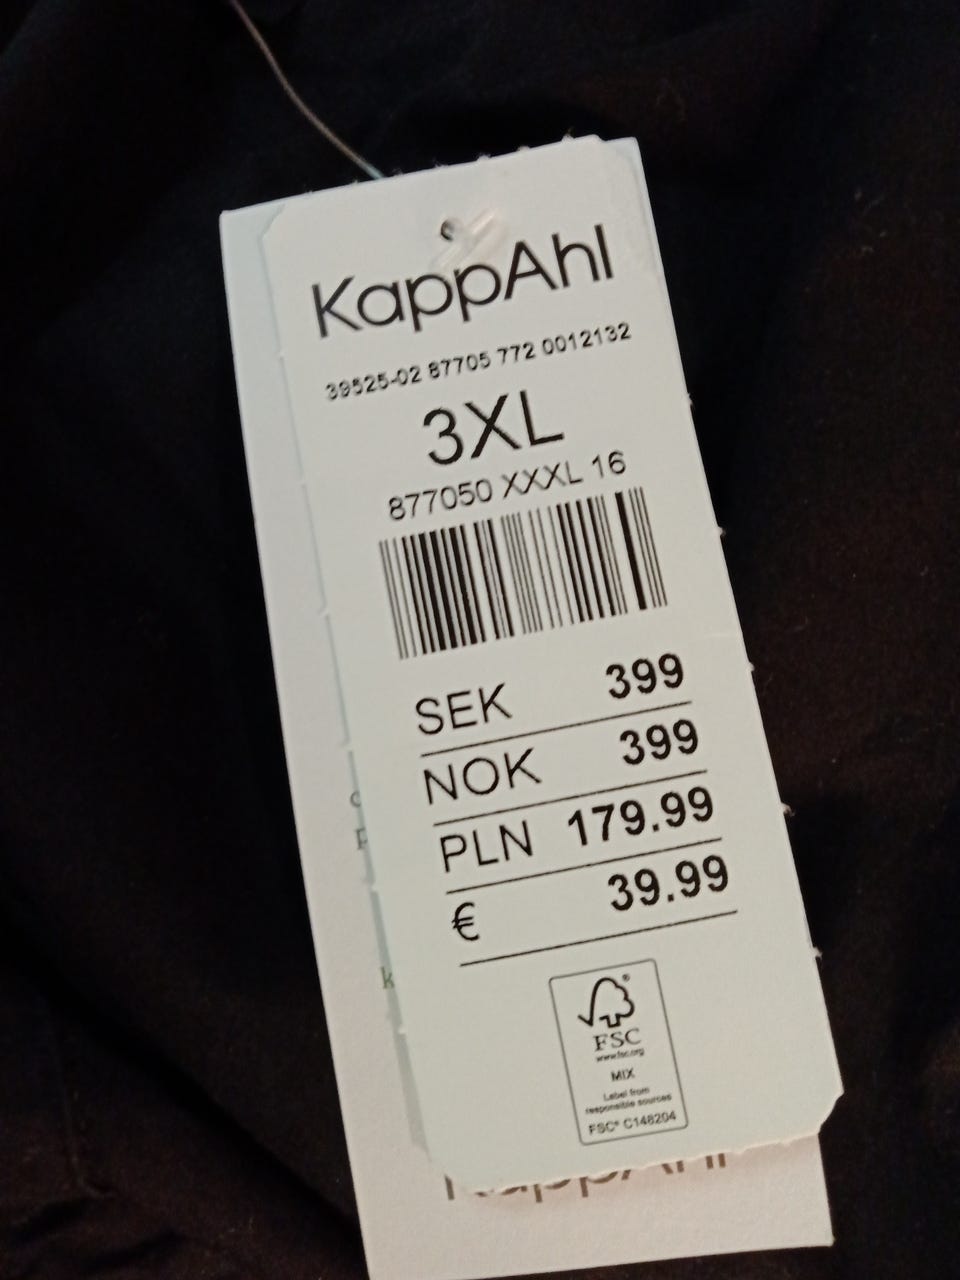 KappAhl
39525-02 87705 772 0012132
3XL
877050 XXXL 16
SEK 399
NOK 399
PLN 179.99
€ 39.99
FSC
www.fsc.org
MIX
Label from
responsible sources
FSC® C148204
KappAhl